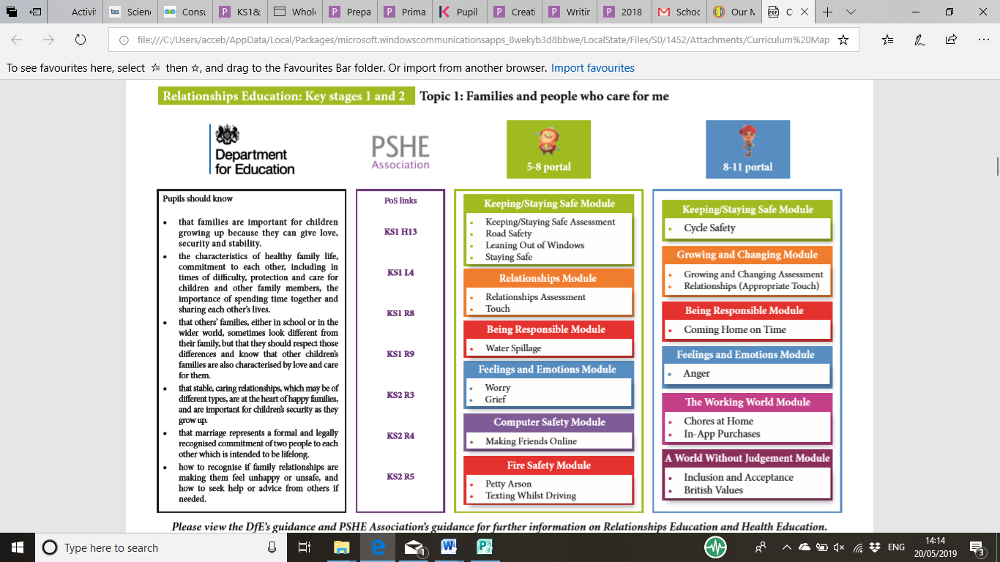 Activit
tes Scienc
Consu
KS1&
Whole
Prepa
Prima
Pupil
Creati
Writin
2018
Schoo
Our M
C
file:///C:/Users/acceb/AppData/Local/Packages/microsoft.windowscommunicationsapps_8wekyb3d8bbwe/LocalState/Files/S0/1452/Attachments/Curriculum%20Map
To see favourites here, select then ☆, and drag to the Favourites Bar folder. Or import from another browser. Import favourites
Relationships Education: Key stages 1 and 2 Topic 1: Families and people who care for me
Department
for Education
PSHE
Association
5-8 portal
8-11 portal
Pupils should know
• that families are important for children
growing up because they can give love,
security and stability.
• the characteristics of healthy family life,
commitment to each other, including in
times of difficulty, protection and care for
children and other family members, the
importance of spending time together and
sharing each other's lives.
• that others' families, either in school or in the
wider world, sometimes look different from
their family, but that they should respect those
differences and know that other children's
families are also characterised by love and care
for them.
• that stable, caring relationships, which may be of
different types, are at the heart of happy families,
and are important for children's security as they
grow up.
• that marriage represents a formal and legally
recognised commitment of two people to each
other which is intended to be lifelong.
• how to recognise if family relationships are
making them feel unhappy or unsafe, and
how to seek help or advice from others if
needed.
PoS links
KS1 H13
KS1 L4
KS1 R8
KS1 R9
KS2 R3
KS2 R4
KS2 R5
Keeping/Staying Safe Module
• Keeping/Staying Safe Assessment
• Road Safety
• Leaning Out of Windows
• Staying Safe
Relationships Module
• Relationships Assessment
• Touch
Being Responsible Module
• Water Spillage
Feelings and Emotions Module
• Worry
• Grief
Computer Safety Module
• Making Friends Online
Fire Safety Module
• Petty Arson
• Texting Whilst Driving
Keeping/Staying Safe Module
• Cycle Safety
Growing and Changing Module
• Growing and Changing Assessment
• Relationships (Appropriate Touch)
Being Responsible Module
• Coming Home on Time
Feelings and Emotions Module
• Anger
The Working World Module
• Chores at Home
• In-App Purchases
A World Without Judgement Module
• Inclusion and Acceptance
• British Values
Please view the DfE's guidance and PSHE Association's guidance for further information on Relationships Education and Health Education.
Type here to search
1
ENG
14:14
20/05/2019
3